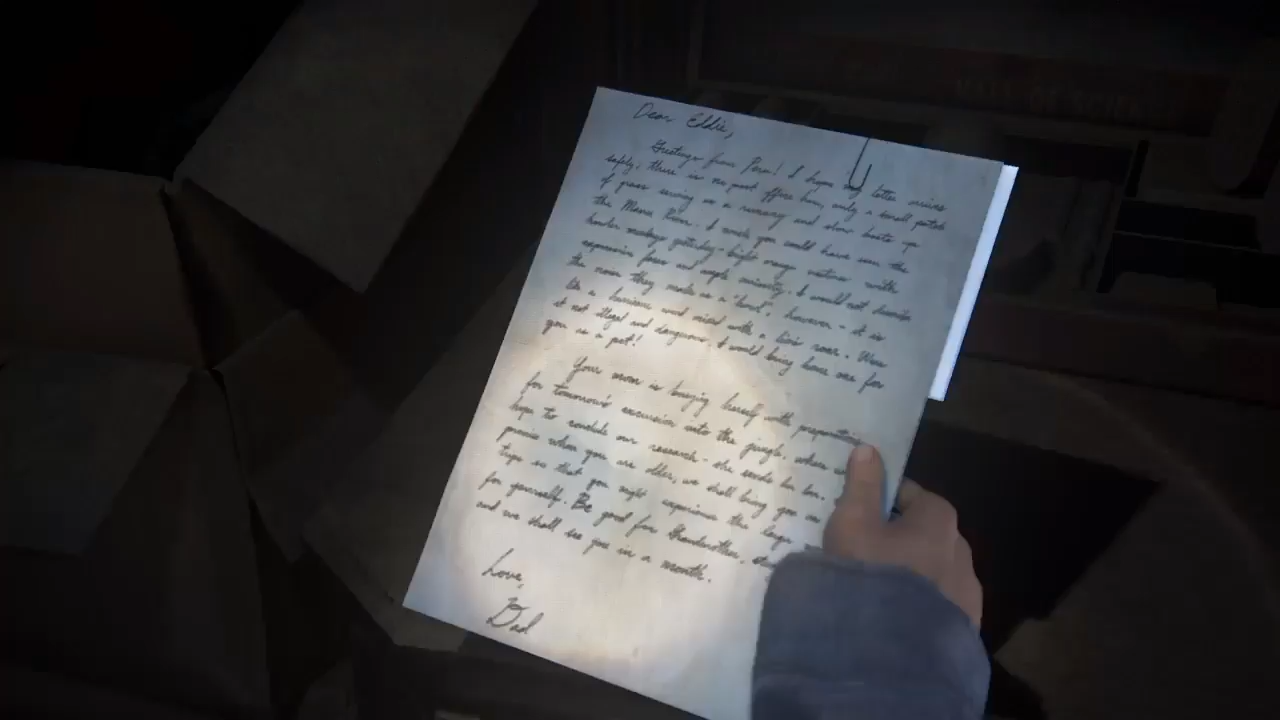 Dear Eddie,
Greetings from Peru! I hope my letter arrives
safely, there is no post office here, only a small patch
of grass serving as a runway and slow boats up
the Manu River. I wish you could have seen the
howler monkeys yesterday - bright orange creatures with
expressive faces and ample curiosity. I would not describe
the noise they made as a "howl", however - it is
like a hurricane wind mixed with a lion's roar. Were
it not illegal and dangerous, I would bring home one for
you as a pet!
Your mom is busying herself with preparations
for tomorrow's excursion into the jungle, where we
hope to conclude our research - she sends her love.
promise when you are older, we shall bring you on
trips so that you might experience the large
for yourself. Be good for Grandmother,
and we shall see you in a month.
Love,
Dad